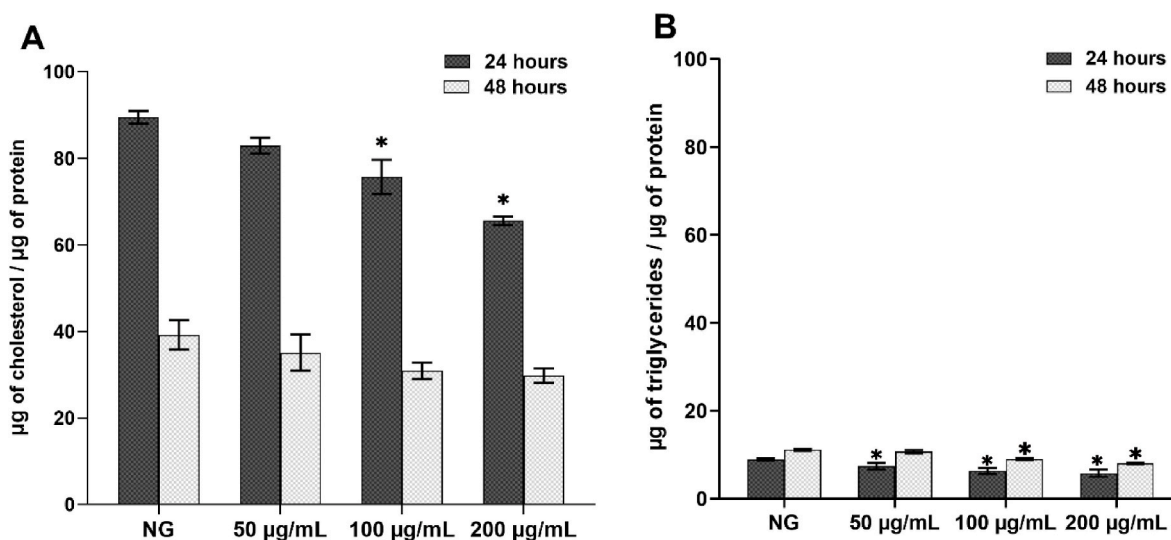 A
24 hours
48 hours
µg of cholesterol / µg of protein
100
80
60
40
20
0
*
*
NG
50 µg/mL
100 µg/mL
200 µg/mL
B
24 hours
48 hours
µg of triglycerides / µg of protein
100
80
60
40
20
0
*
*
*
*
*
NG
50 µg/mL
100 µg/mL
200 µg/mL